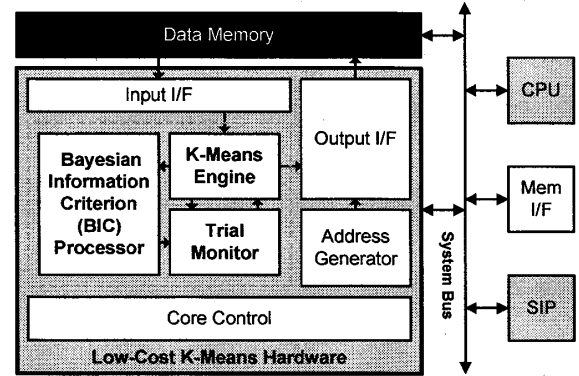 Data Memory
Input I/F
Output I/F
Bayesian
Information
Criterion
(BIC)
Processor
K-Means
Engine
Trial
Monitor
Address
Generator
Core Control
Low-Cost K-Means Hardware
System Bus
CPU
Mem
I/F
SIP